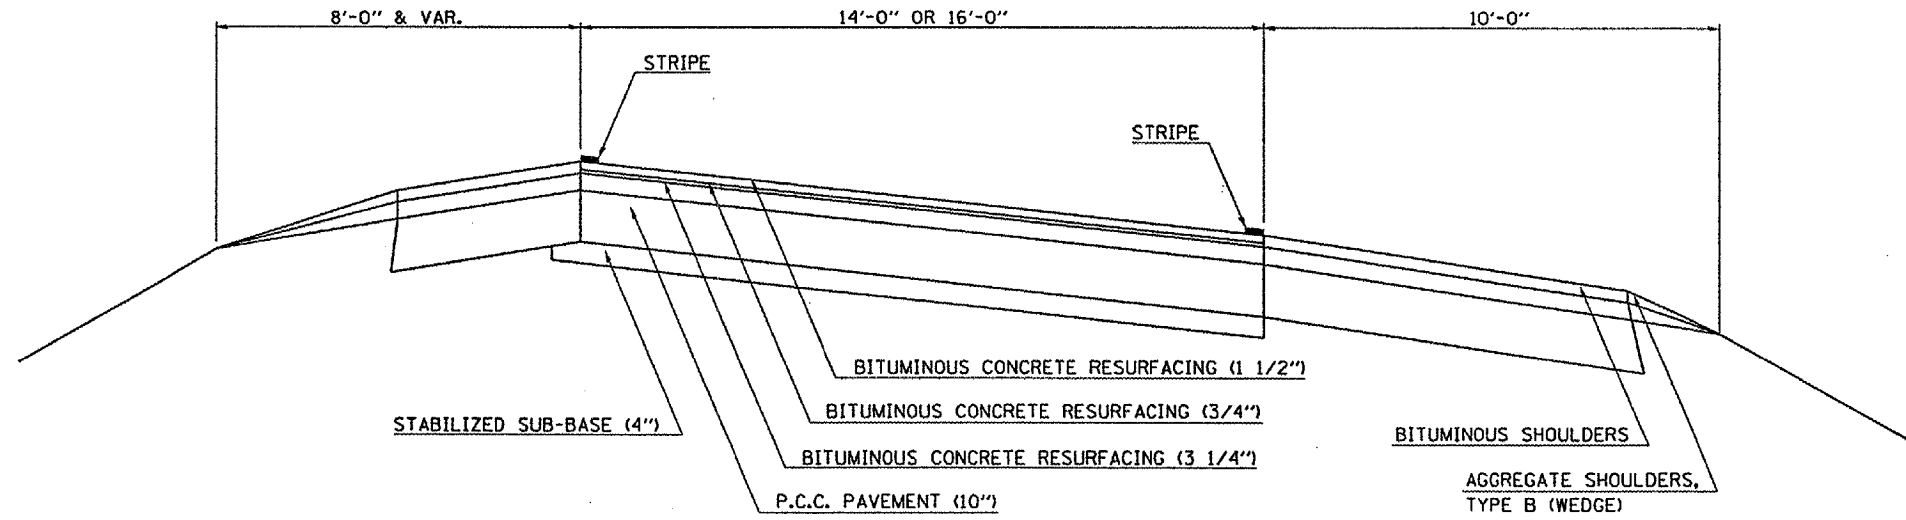 8'-0" & VAR.
14'-0" OR 16'-0"
10'-0"
STRIPE
STRIPE
BITUMINOUS CONCRETE RESURFACING (1 1/2")
BITUMINOUS CONCRETE RESURFACING (3/4")
STABILIZED SUB-BASE (4")
BITUMINOUS SHOULDERS
BITUMINOUS CONCRETE RESURFACING (3 1/4")
AGGREGATE SHOULDERS,
TYPE B (WEDGE)
P.C.C. PAVEMENT (10")